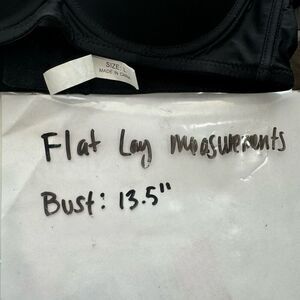 SIZE:
MADE IN CHINA
Flat Lay measurements
Bust: 13.5"